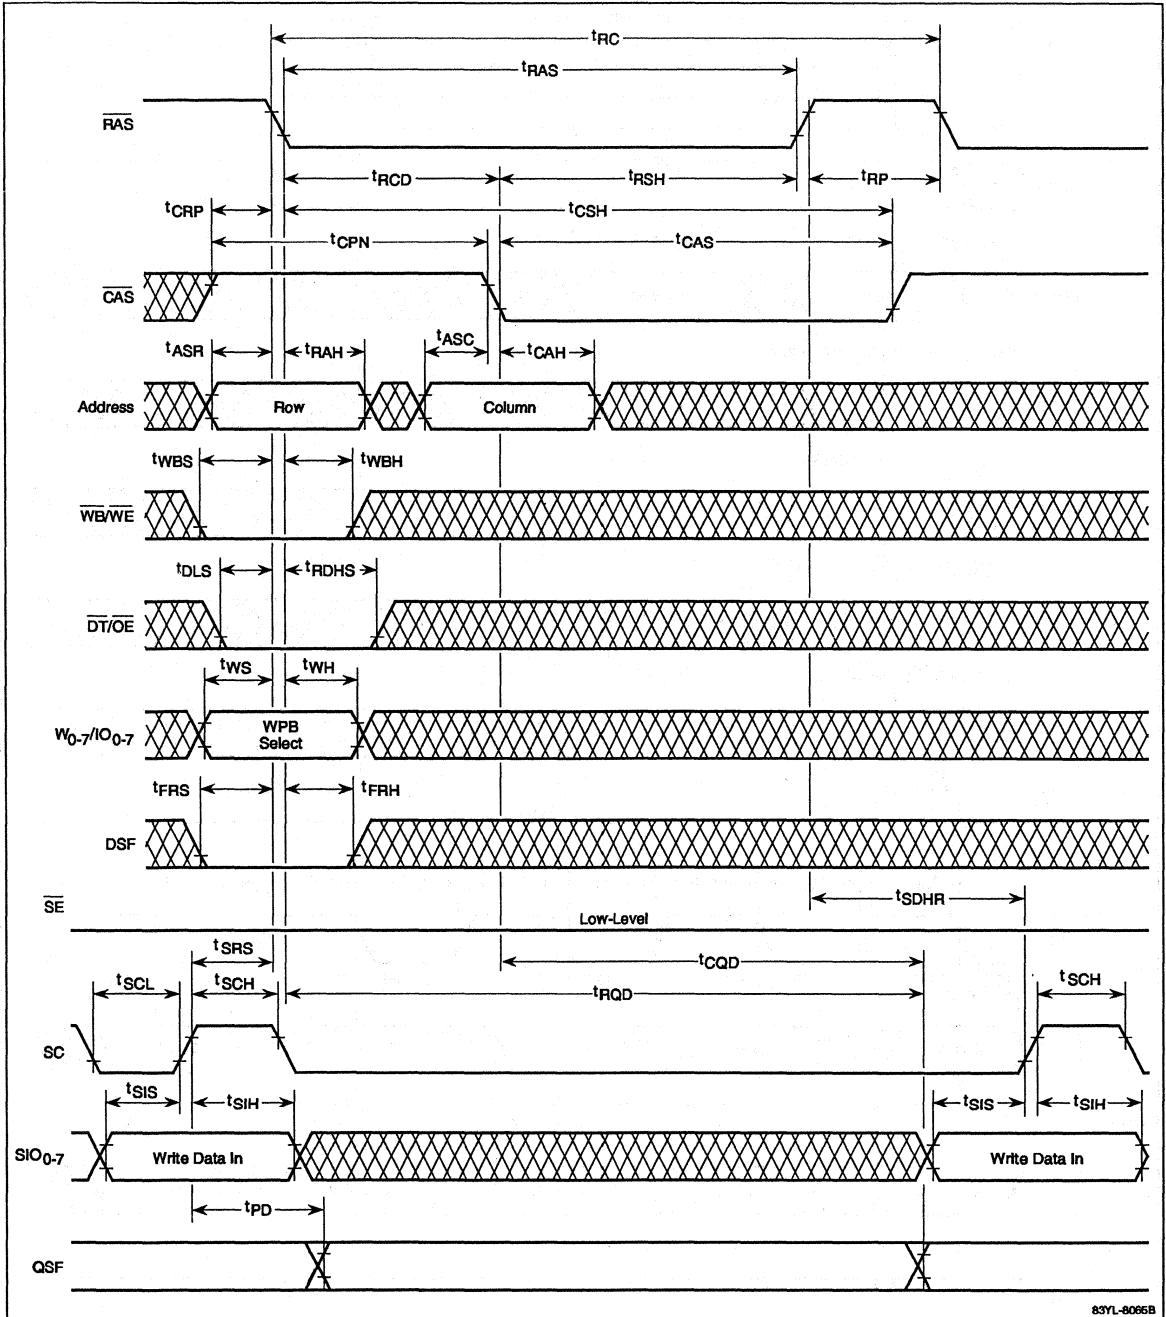 tRC
tRAS
RAS
tRCD tRSH tRP
tCRP tCSH
tCPN tCAS
CAS
tASR tRAH tASC tCAH
Address Row Column
tWBS tWBH
WB/WE
tDLS tRDHS
DT/OE
tWS tWH
W0-7/IO0-7 WPB Select
tFRS tFRH
DSF
tSDHR
SE Low-Level
tSRS tCQD
tSCL tSCH tRQD tSCH
SC
tSIS tSIH tSIS tSIH
SIO0-7 Write Data In Write Data In
tPD
QSF
83YL-8065B